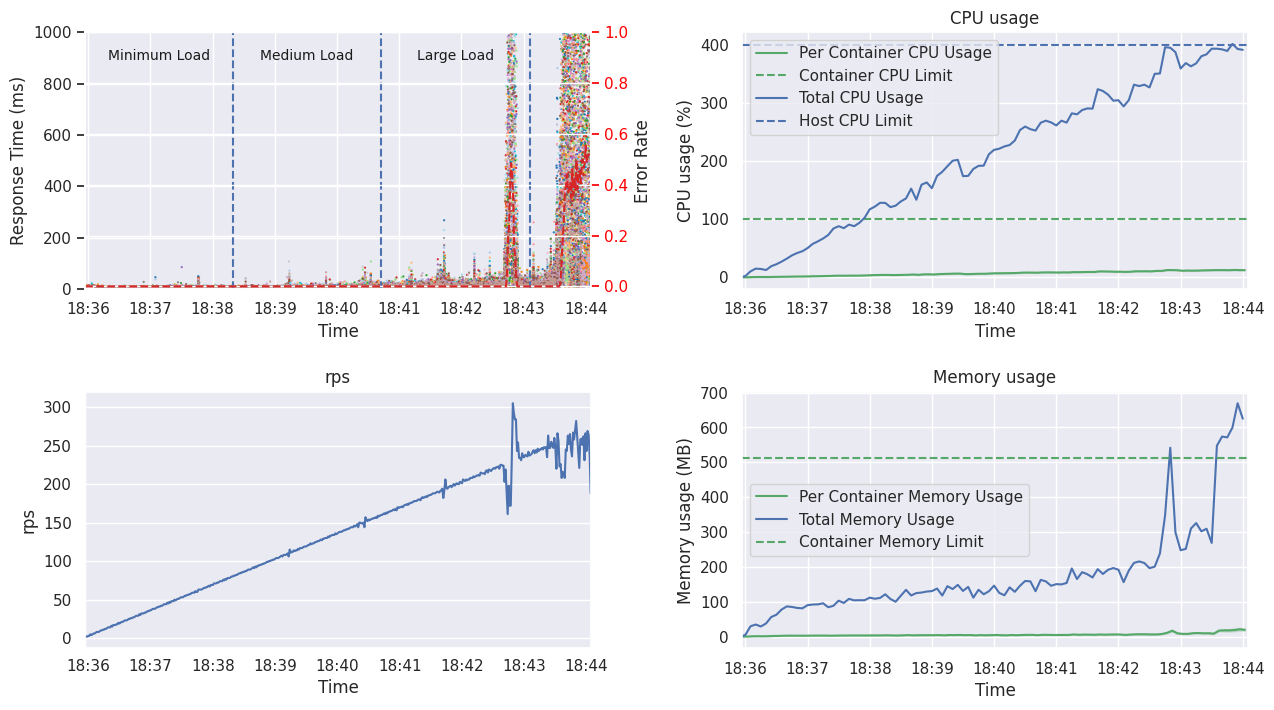 1000
800
600
400
200
0
Response Time (ms)
Minimum Load
Medium Load
Large Load
1.0
0.8
0.6
0.4
0.2
0.0
Error Rate
18:36 18:37 18:38 18:39 18:40 18:41 18:42 18:43 18:44
Time
CPU usage
400
300
200
100
0
CPU usage (%)
Per Container CPU Usage
Container CPU Limit
Total CPU Usage
Host CPU Limit
18:36 18:37 18:38 18:39 18:40 18:41 18:42 18:43 18:44
Time
rps
300
250
200
150
100
50
0
rps
18:36 18:37 18:38 18:39 18:40 18:41 18:42 18:43 18:44
Time
Memory usage
700
600
500
400
300
200
100
0
Memory usage (MB)
Per Container Memory Usage
Total Memory Usage
Container Memory Limit
18:36 18:37 18:38 18:39 18:40 18:41 18:42 18:43 18:44
Time